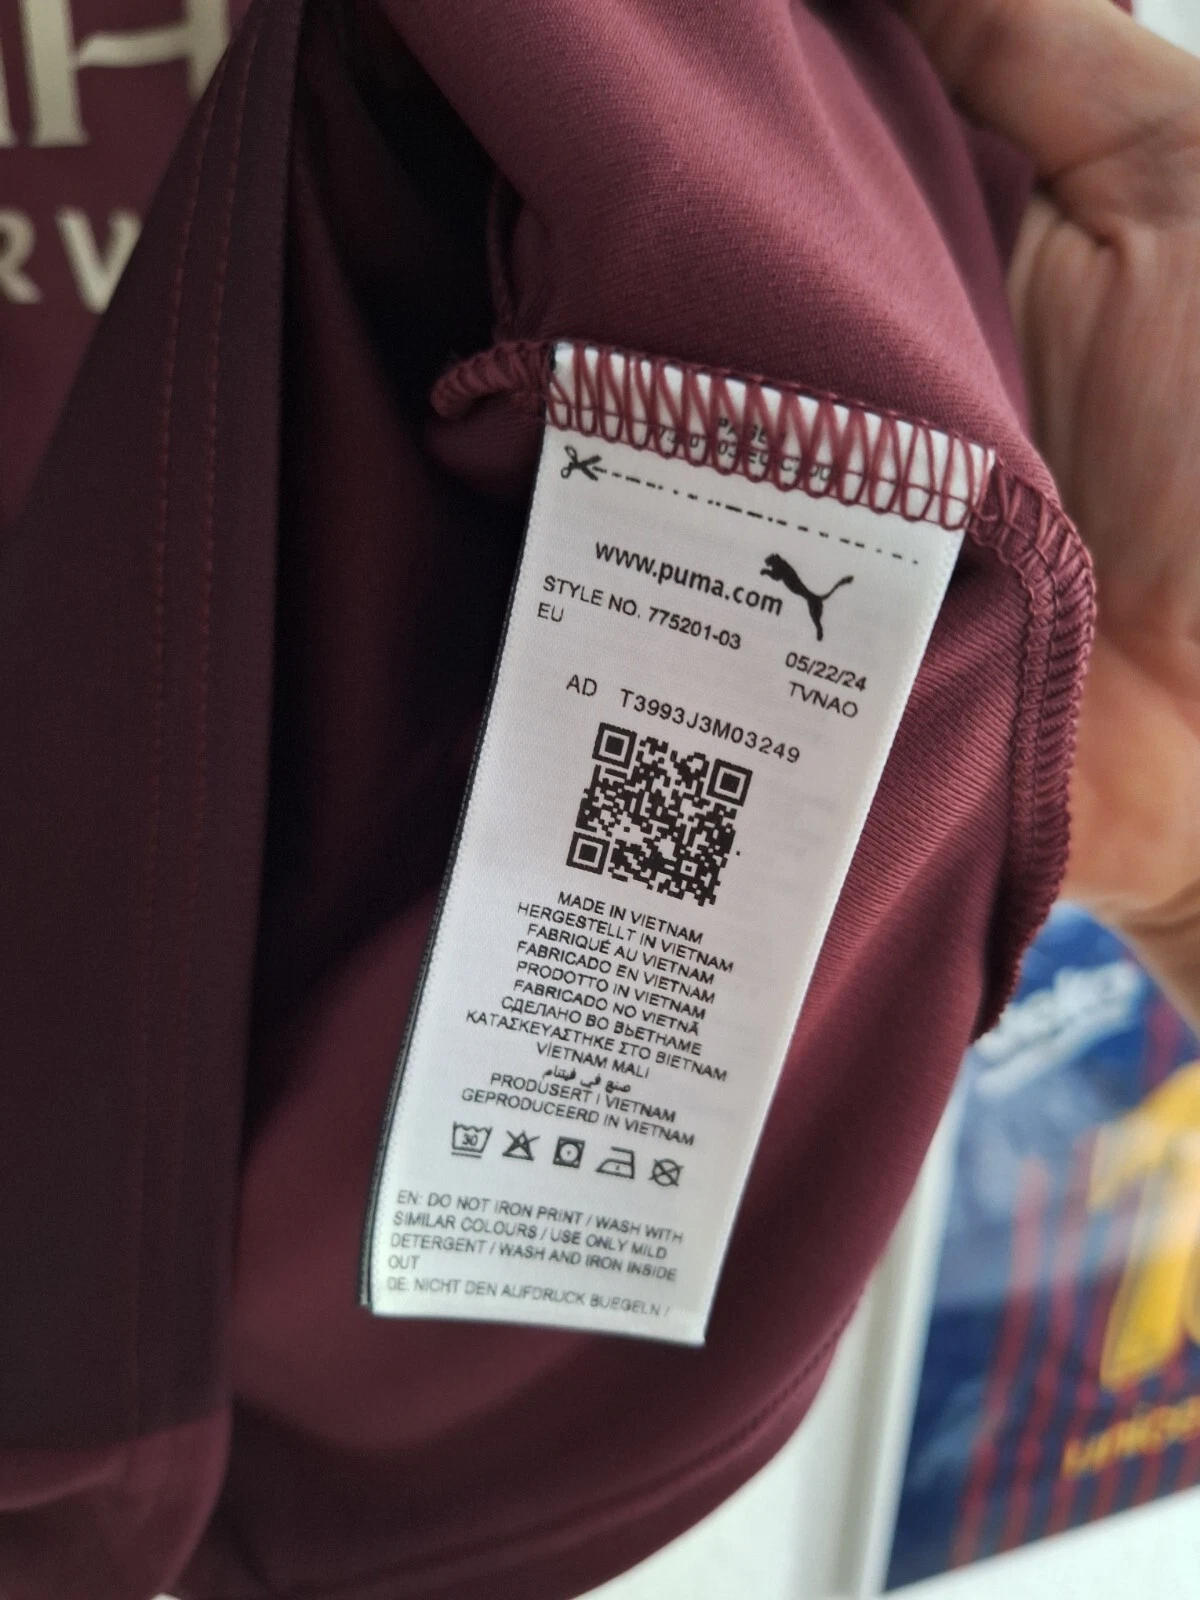 www.puma.com
STYLE NO. 775201-03
EU
05/22/24
TVNAO
AD T3993J3M03249
MADE IN VIETNAM
HERGESTELLT IN VIETNAM
FABRIQUÉ AU VIETNAM
FABRICADO EN VIETNAM
PRODOTTO IN VIETNAM
FABRICADO NO VIETNÃ
СДЕЛАНО ВО ВЬЕТНАМЕ
ΚΑΤΑΣΚΕΥΑΣΤΗΚΕ ΣΤΟ ΒΙΕΤΝΑΜ
VİETNAM MALI
صنع في فيتنام
PRODUSERT I VIETNAM
GEPRODUCEERD IN VIETNAM
30
EN: DO NOT IRON PRINT / WASH WITH
SIMILAR COLOURS / USE ONLY MILD
DETERGENT / WASH AND IRON INSIDE
OUT
DE: NICHT DEN AUFDRUCK BUEGELN /